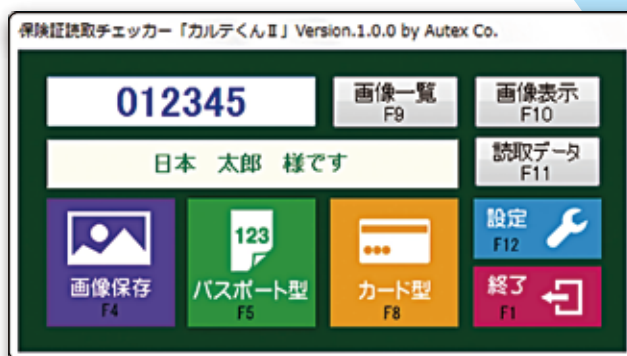 保険証読取チェッカー「カルテくんⅡ」Version.1.0.0 by Autex Co.
012345
画像一覧
F9
画像表示
F10
日本 太郎 様です
読取データ
F11
画像保存
F4
123
パスポート型
F5
カード型
F8
設定
F12
終了
F1